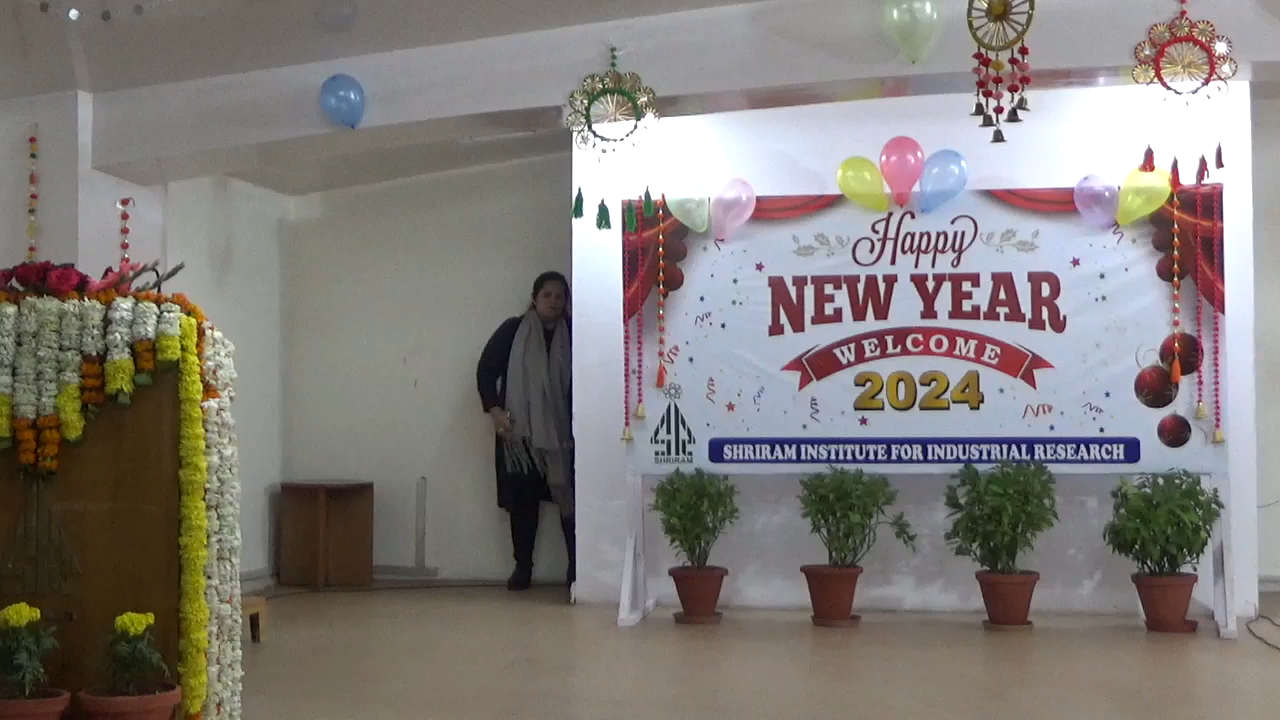 Happy
NEW YEAR
WELCOME
2024
SHRIRAM
SHRIRAM INSTITUTE FOR INDUSTRIAL RESEARCH